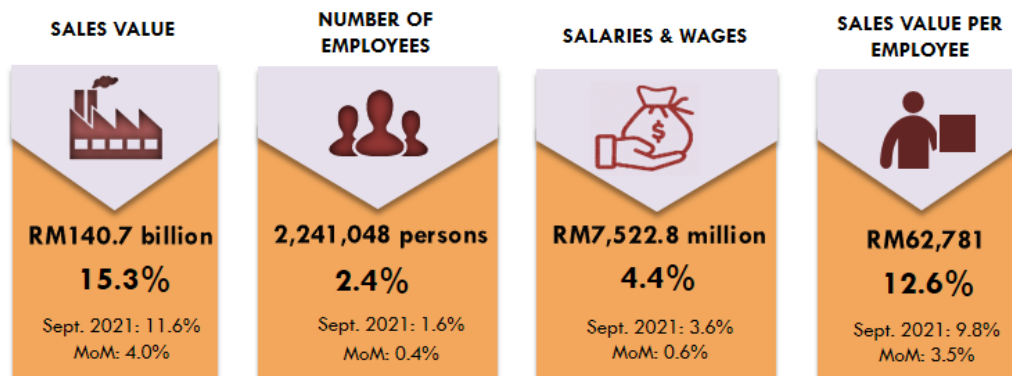 SALES VALUE
RM140.7 billion
15.3%
Sept. 2021: 11.6%
MoM: 4.0%
NUMBER OF
EMPLOYEES
2,241,048 persons
2.4%
Sept. 2021: 1.6%
MoM: 0.4%
SALARIES & WAGES
$
RM7,522.8 million
4.4%
Sept. 2021: 3.6%
MoM: 0.6%
SALES VALUE PER
EMPLOYEE
RM62,781
12.6%
Sept. 2021: 9.8%
MoM: 3.5%